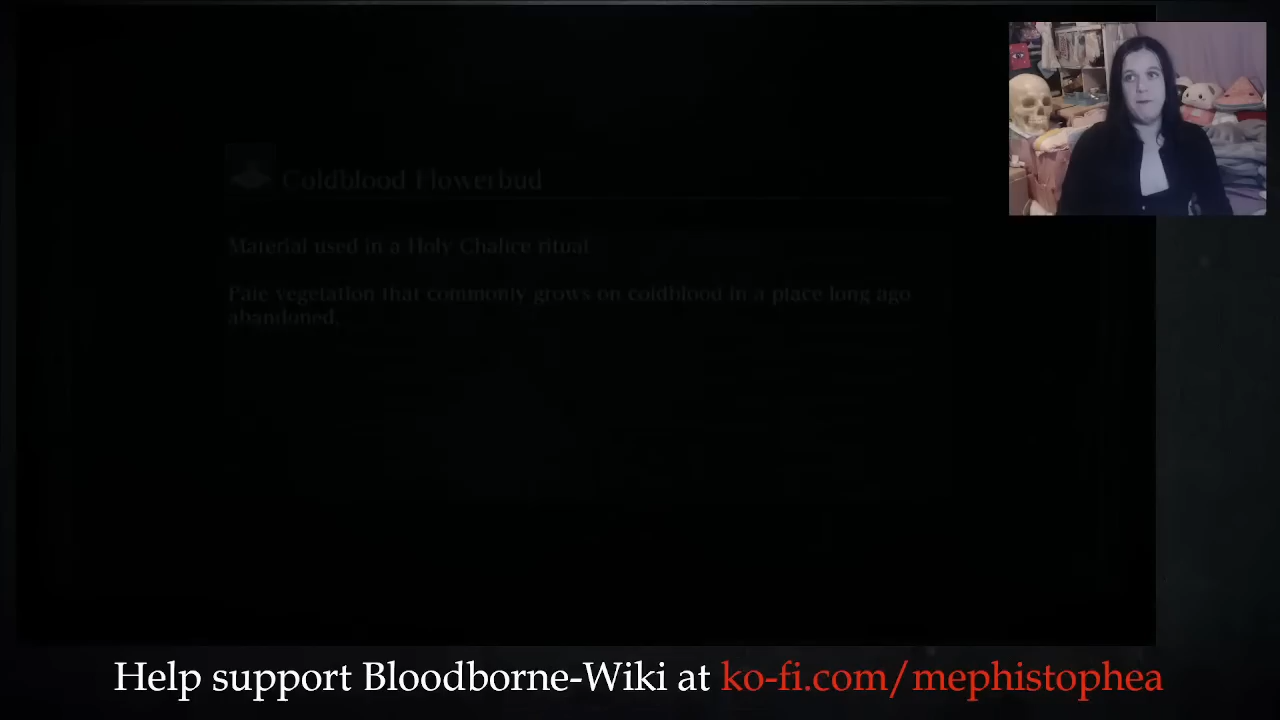 Coldblood Flowerbud
Material used in a Holy Chalice ritual
Pale vegetation that commonly grows on coldblood in a place long ago
abandoned.
Help support Bloodborne-Wiki at ko-fi.com/mephistophea